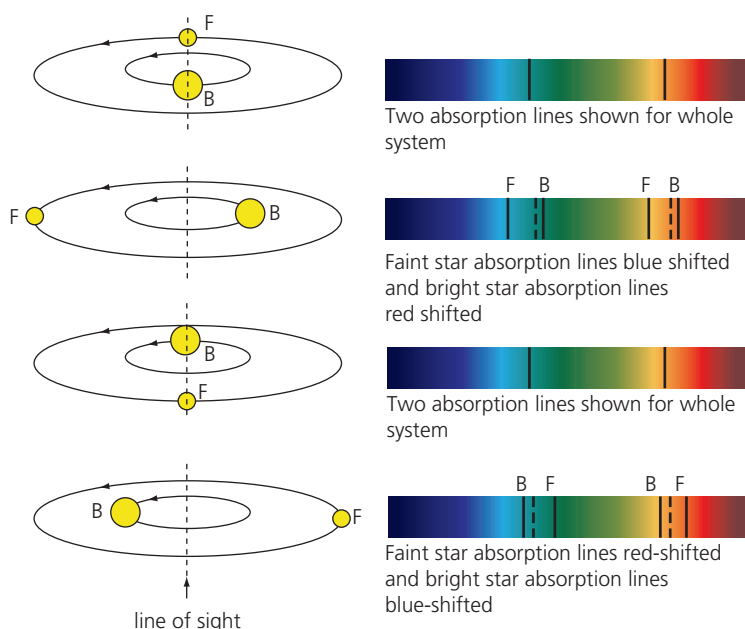 F
B
Two absorption lines shown for whole
system
F
B
F B F B
Faint star absorption lines blue shifted
and bright star absorption lines
red shifted
B
F
Two absorption lines shown for whole
system
B
F
B F B F
Faint star absorption lines red-shifted
and bright star absorption lines
blue-shifted
line of sight